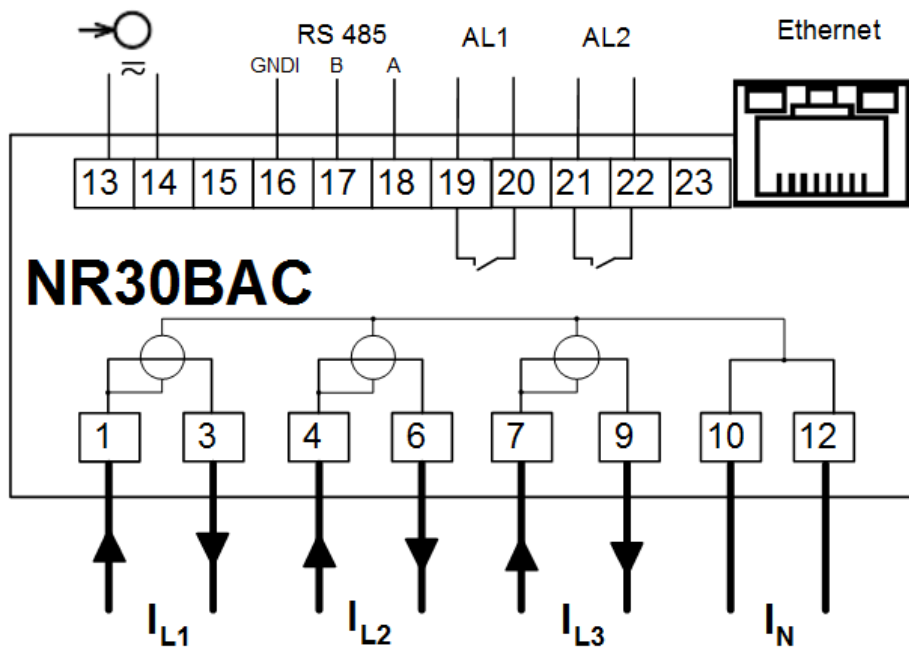 RS 485 AL1 AL2 Ethernet
GNDI B A
13 14 15 16 17 18 19 20 21 22 23
NR30BAC
1 3 4 6 7 9 10 12
IL1 IL2 IL3 IN